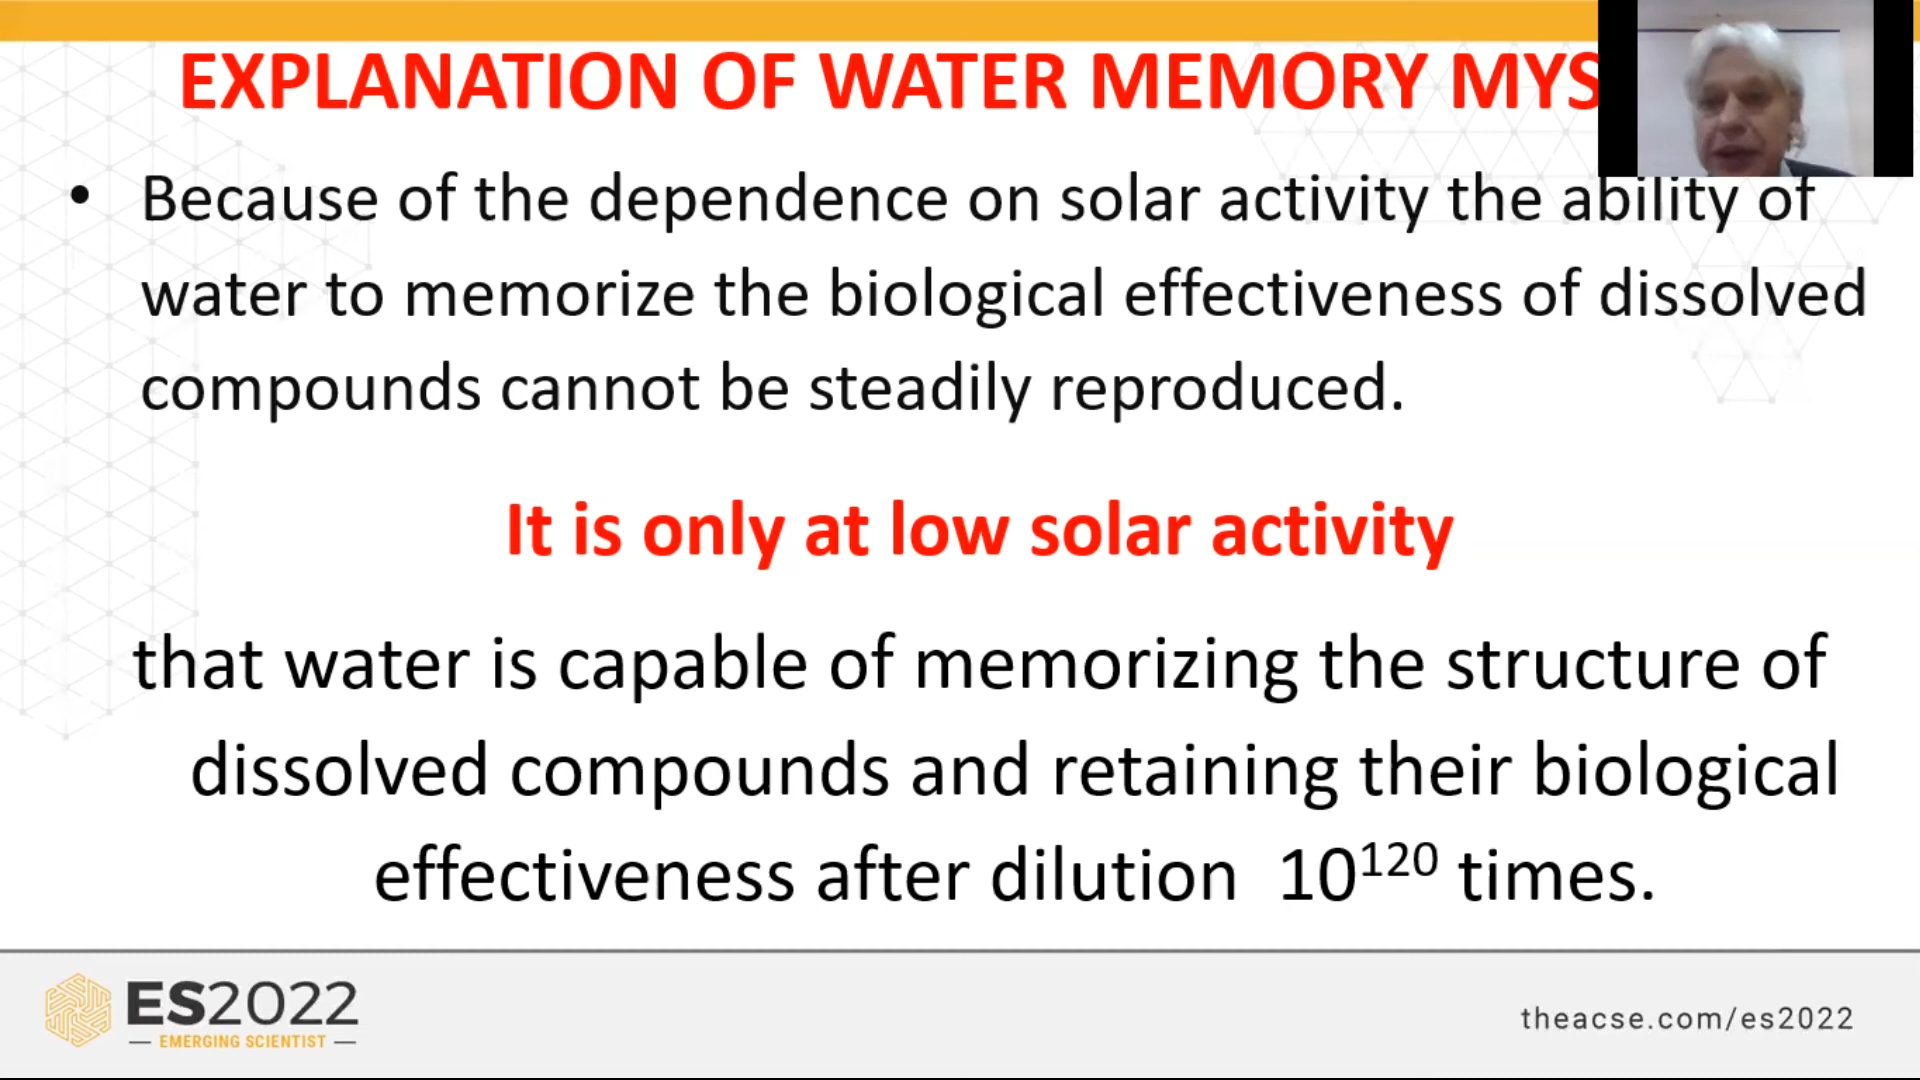 EXPLANATION OF WATER MEMORY MYS
• Because of the dependence on solar activity the ability of
water to memorize the biological effectiveness of dissolved
compounds cannot be steadily reproduced.
It is only at low solar activity
that water is capable of memorizing the structure of
dissolved compounds and retaining their biological
effectiveness after dilution 10¹²⁰ times.
ES2022
EMERGING SCIENTIST
theacse.com/es2022